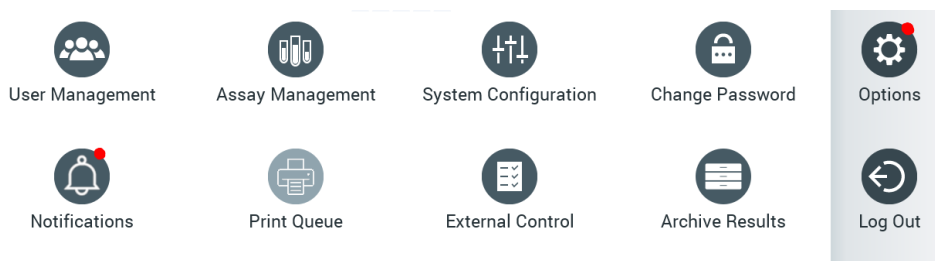 User Management
Assay Management
System Configuration
Change Password
Options
Notifications
Print Queue
External Control
Archive Results
Log Out